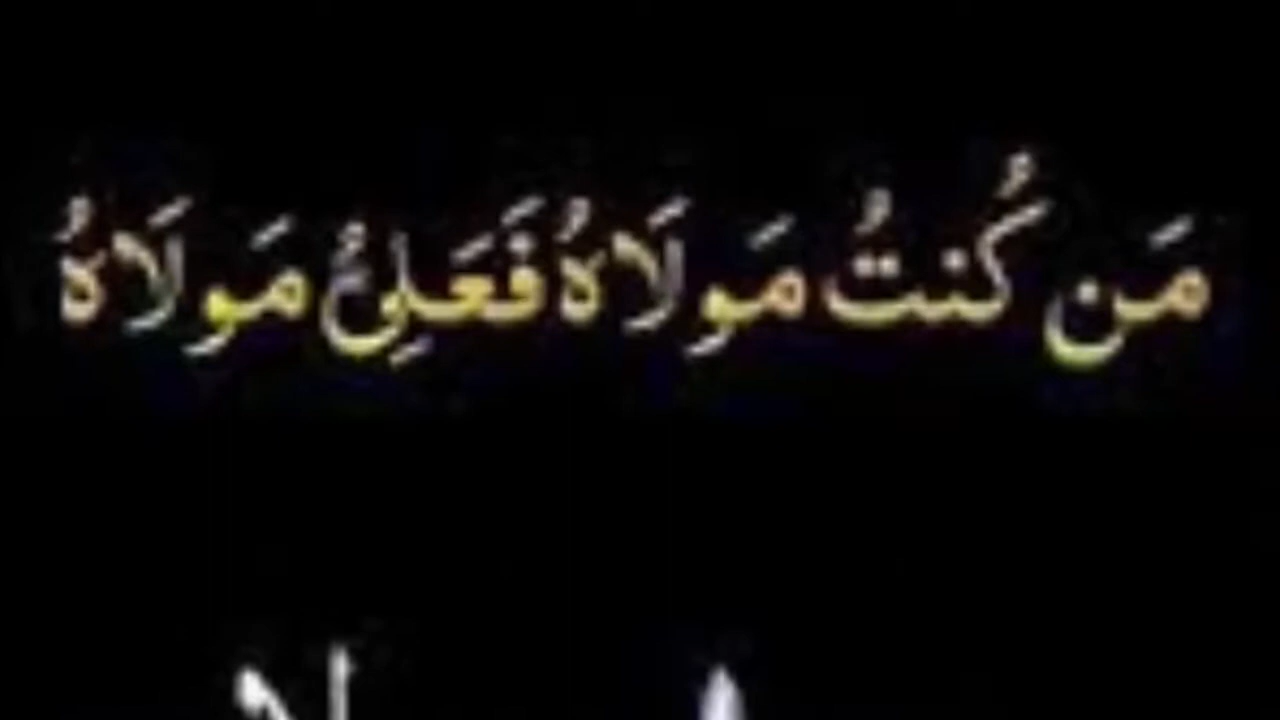 مَن كُنتُ مَولَاهُ فَعَلِیُّ مَولَاهُ